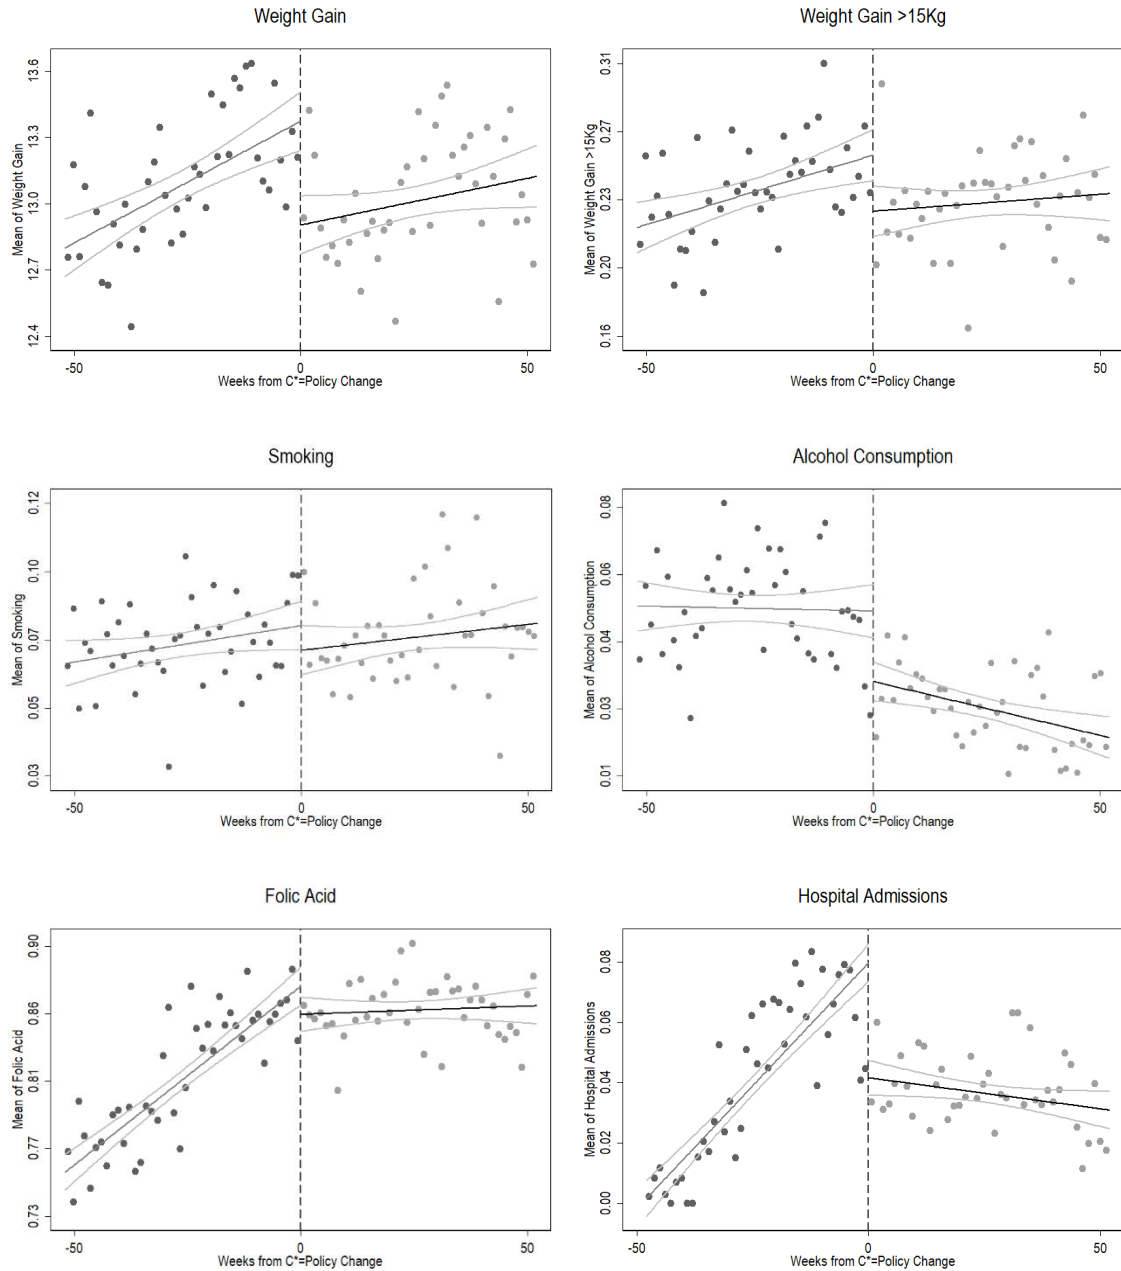 Weight Gain
Mean of Weight Gain
13.6
13.3
13.0
12.7
12.4
-50 0 50
Weeks from C*=Policy Change
Weight Gain >15Kg
Mean of Weight Gain >15Kg
0.31
0.27
0.23
0.20
0.16
-50 0 50
Weeks from C*=Policy Change
Smoking
Mean of Smoking
0.12
0.10
0.07
0.05
0.03
-50 0 50
Weeks from C*=Policy Change
Alcohol Consumption
Mean of Alcohol Consumption
0.08
0.06
0.04
0.03
0.01
-50 0 50
Weeks from C*=Policy Change
Folic Acid
Mean of Folic Acid
0.90
0.86
0.81
0.77
0.73
-50 0 50
Weeks from C*=Policy Change
Hospital Admissions
Mean of Hospital Admissions
0.08
0.06
0.04
0.02
0.00
-50 0 50
Weeks from C*=Policy Change